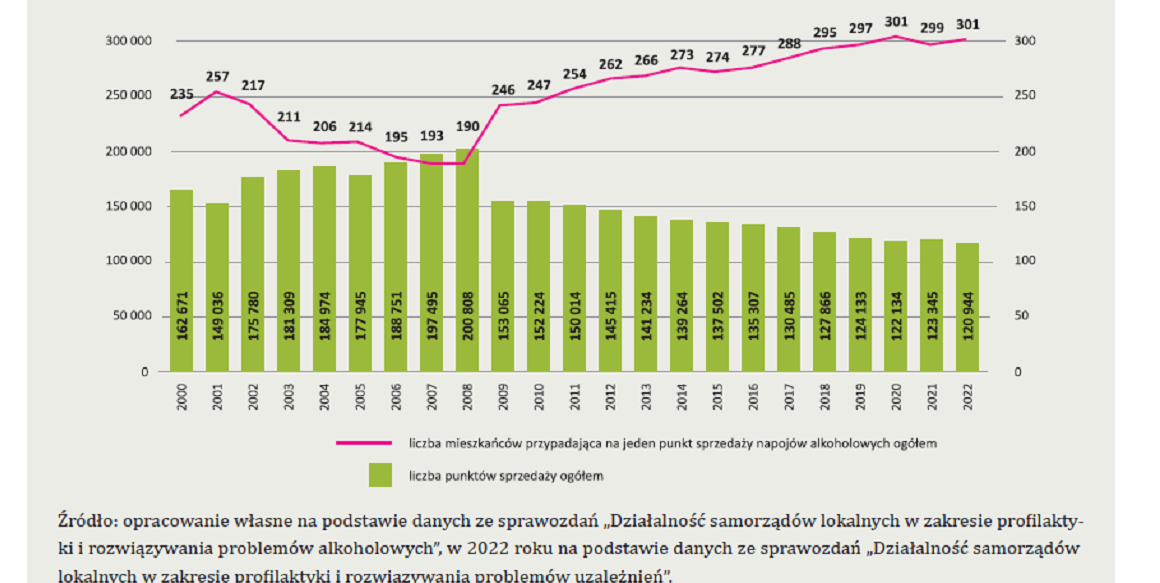 300 000
250 000
200 000
150 000
100 000
50 000
0
300
250
200
150
100
50
0
235 257 217 211 206 214 195 193 190 246 247 254 262 266 273 274 277 288 295 297 301 299 301
162 671 149 036 175 780 181 309 184 974 177 945 188 751 197 495 200 808 153 065 152 224 150 014 145 415 141 234 139 264 137 502 135 307 130 485 127 866 124 133 122 134 123 345 120 944
2000 2001 2002 2003 2004 2005 2006 2007 2008 2009 2010 2011 2012 2013 2014 2015 2016 2017 2018 2019 2020 2021 2022
liczba mieszkańców przypadająca na jeden punkt sprzedaży napojów alkoholowych ogółem
liczba punktów sprzedaży ogółem
Źródło: opracowanie własne na podstawie danych ze sprawozdań „Działalność samorządów lokalnych w zakresie profilakty-
ki i rozwiązywania problemów alkoholowych”, w 2022 roku na podstawie danych ze sprawozdań „Działalność samorządów
lokalnych w zakresie profilaktyki i rozwiązywania problemów uzależnień”.